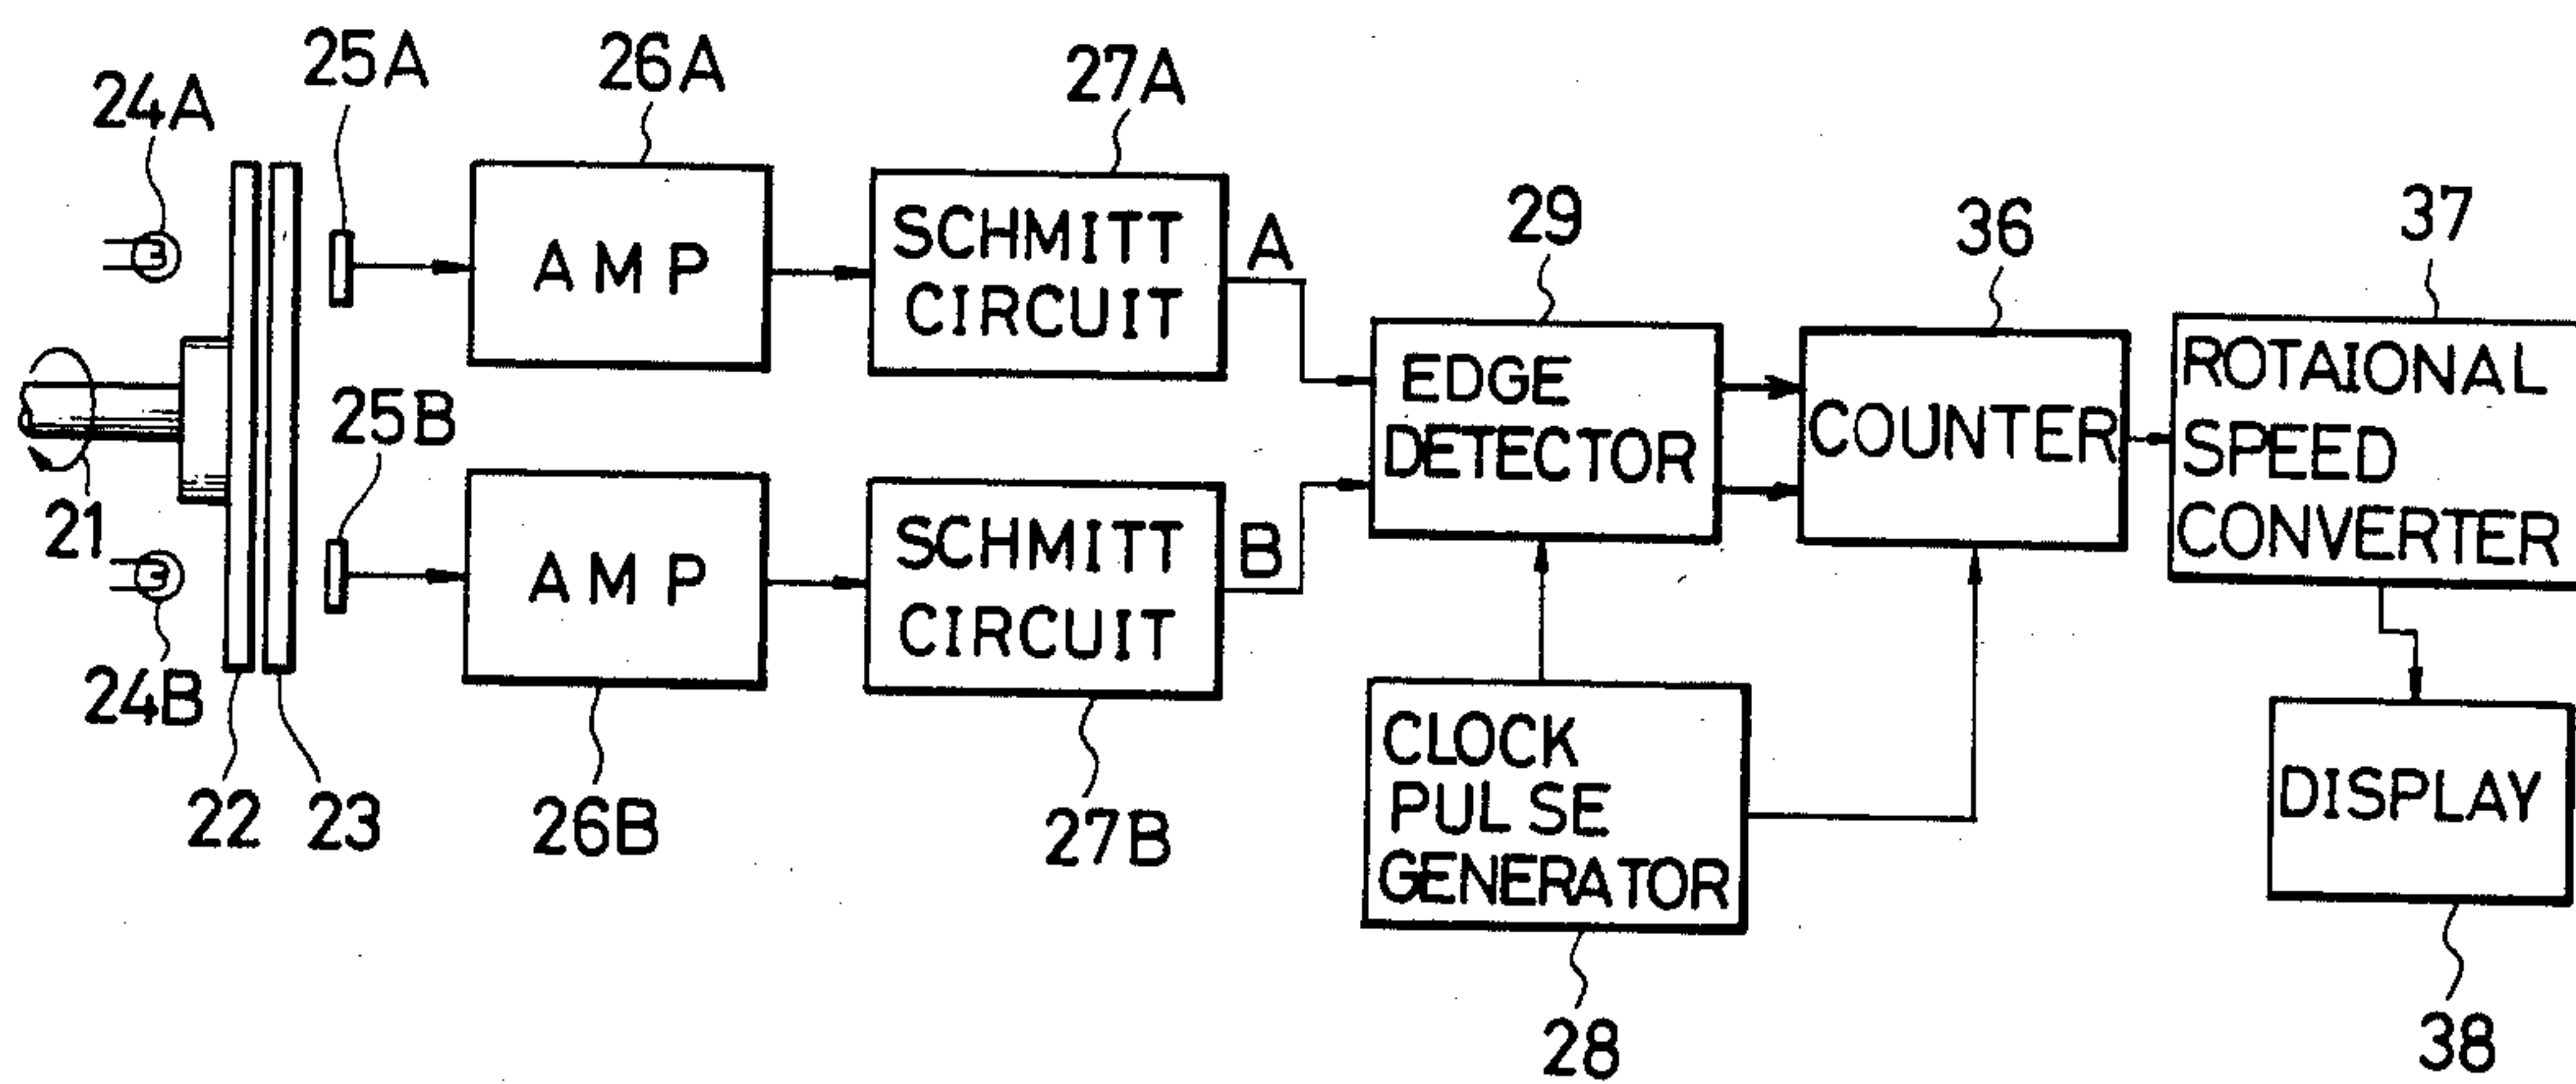 24A
25A
26A
27A
AMP
SCHMITT
CIRCUIT
A
29
36
37
21
25B
AMP
SCHMITT
CIRCUIT
B
EDGE
DETECTOR
COUNTER
ROTAIONAL
SPEED
CONVERTER
24B
22
23
26B
27B
CLOCK
PULSE
GENERATOR
28
DISPLAY
38